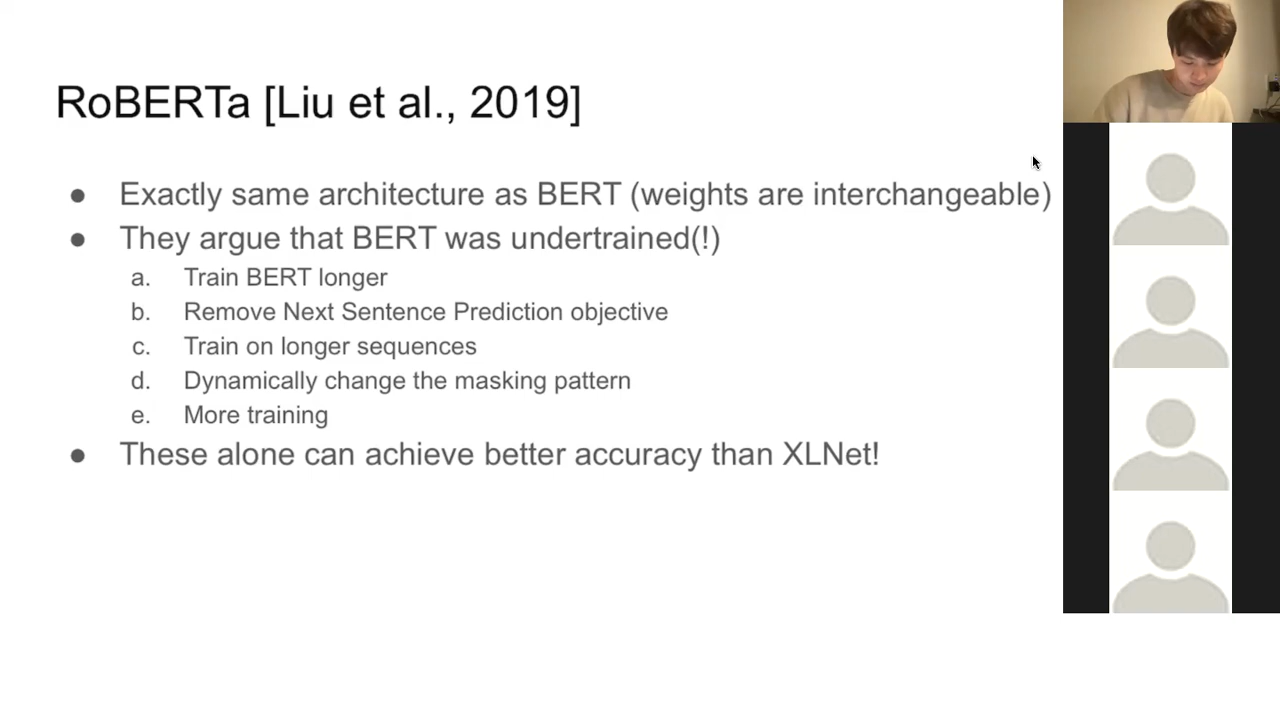 RoBERTa [Liu et al., 2019]
● Exactly same architecture as BERT (weights are interchangeable)
● They argue that BERT was undertrained(!)
a. Train BERT longer
b. Remove Next Sentence Prediction objective
c. Train on longer sequences
d. Dynamically change the masking pattern
e. More training
● These alone can achieve better accuracy than XLNet!